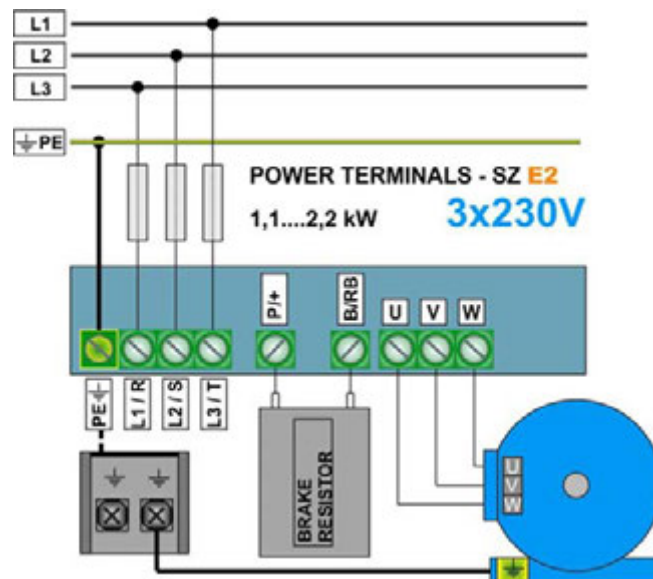 L1
L2
L3
⏚ PE
POWER TERMINALS - SZ E2
1,1....2,2 kW
3x230V
P/+
B/RB
U
V
W
PE⏚
L1 / R
L2 / S
L3 / T
BRAKE
RESISTOR
U
V
W